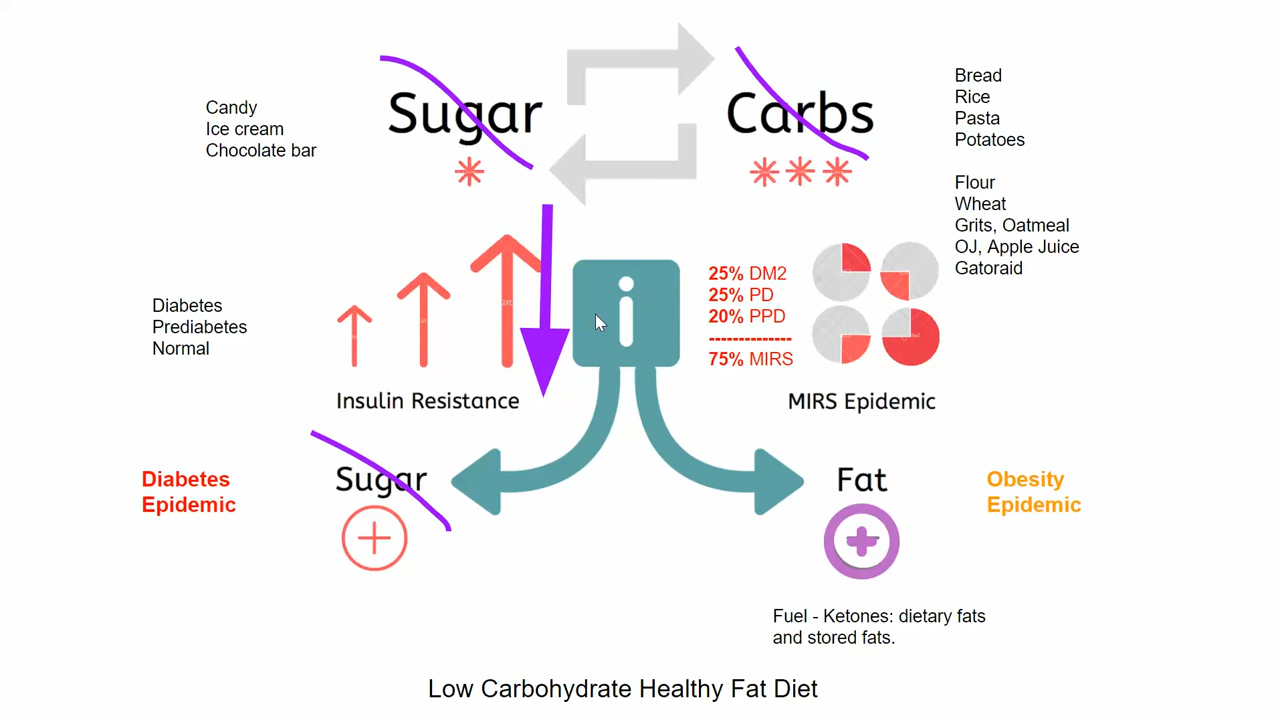 Sugar
Carbs
Candy
Ice cream
Chocolate bar
Bread
Rice
Pasta
Potatoes
Flour
Wheat
Grits, Oatmeal
OJ, Apple Juice
Gatoraid
Diabetes
Prediabetes
Normal
Insulin Resistance
i
25% DM2
25% PD
20% PPD
--------------
75% MIRS
MIRS Epidemic
Diabetes
Epidemic
Sugar
Fat
Obesity
Epidemic
Fuel - Ketones: dietary fats
and stored fats.
Low Carbohydrate Healthy Fat Diet